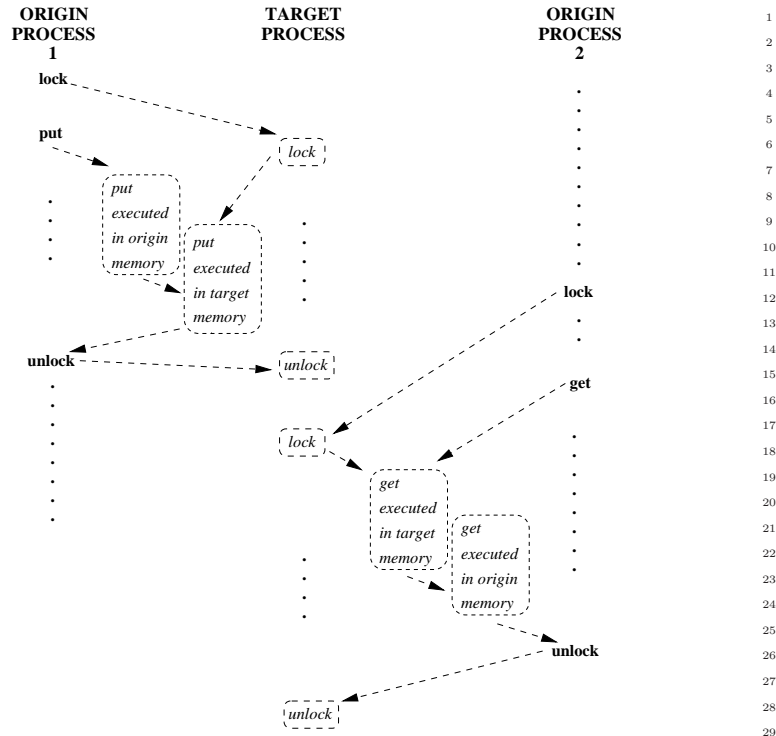 ORIGIN
PROCESS
1
TARGET
PROCESS
ORIGIN
PROCESS
2
lock
put
lock
put
executed
in origin
memory
put
executed
in target
memory
lock
unlock
unlock
get
lock
get
executed
in target
memory
get
executed
in origin
memory
unlock
unlock
1
2
3
4
5
6
7
8
9
10
11
12
13
14
15
16
17
18
19
20
21
22
23
24
25
26
27
28
29